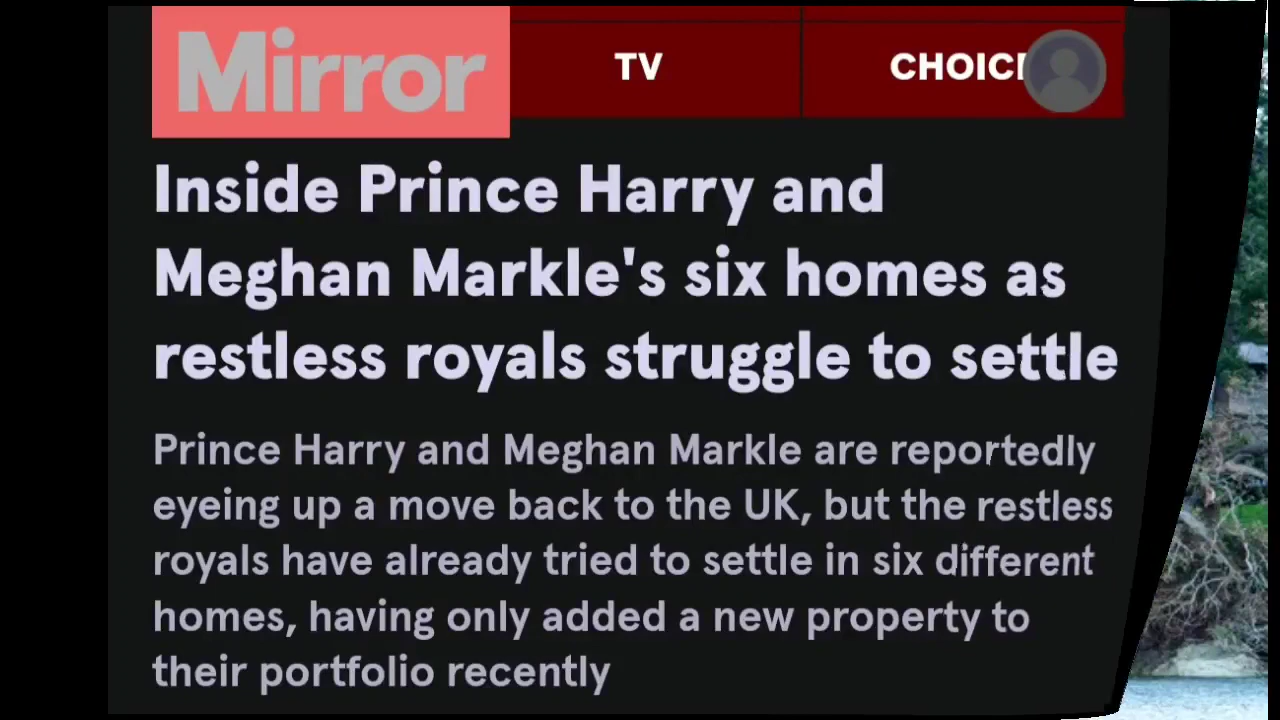 Mirror
TV
CHOICE
Inside Prince Harry and
Meghan Markle's six homes as
restless royals struggle to settle
Prince Harry and Meghan Markle are reportedly
eyeing up a move back to the UK, but the restless
royals have already tried to settle in six different
homes, having only added a new property to
their portfolio recently